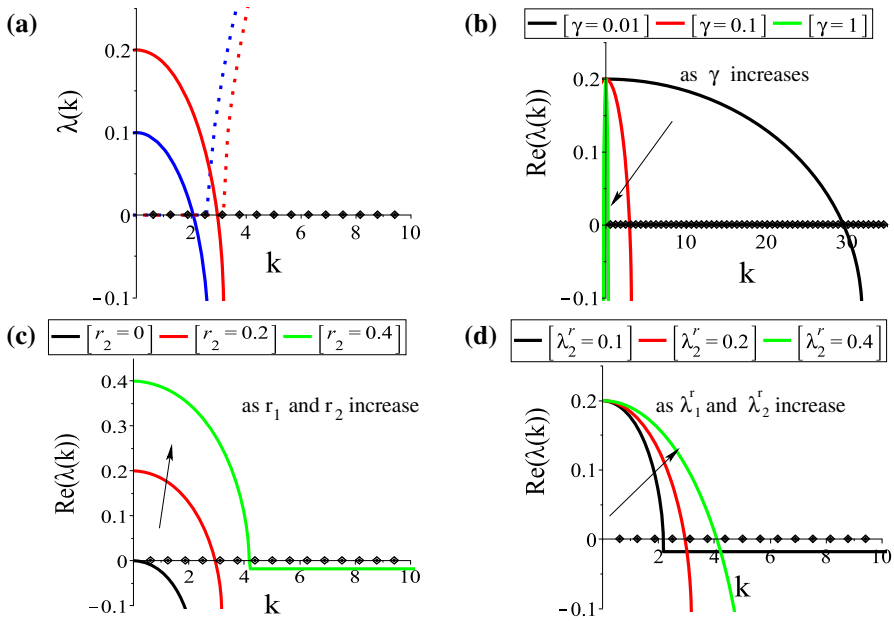 (a)
0.2
0.1
0
−0.1
λ(k)
2
4
6
8
10
k
(b)
[γ = 0.01]
[γ = 0.1]
[γ = 1]
as γ increases
0.2
0.1
0
−0.1
Re(λ(k))
10
20
30
k
(c)
[r₂ = 0]
[r₂ = 0.2]
[r₂ = 0.4]
as r₁ and r₂ increase
0.4
0.3
0.2
0.1
0
−0.1
Re(λ(k))
2
4
6
8
10
k
(d)
[λ₂ʳ = 0.1]
[λ₂ʳ = 0.2]
[λ₂ʳ = 0.4]
as λ₁ʳ and λ₂ʳ increase
0.2
0.1
0
−0.1
Re(λ(k))
2
4
6
8
10
k